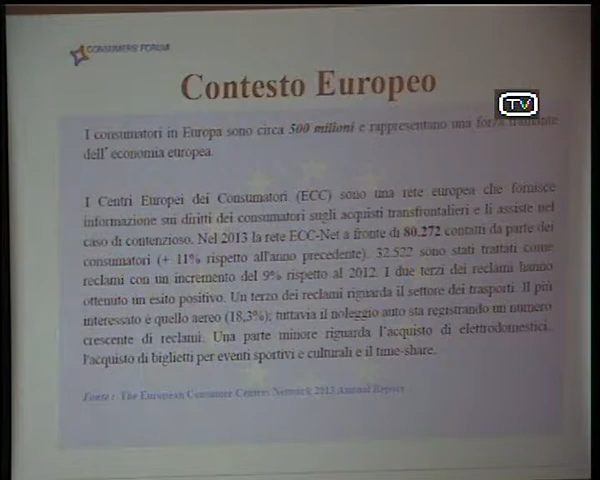 CONSUMERS' FORUM
Contesto Europeo
TV
I consumatori in Europa sono circa 500 milioni e rappresentano una forza trainante
dell'economia europea.
I Centri Europei dei Consumatori (ECC) sono una rete europea che fornisce
informazione sui diritti dei consumatori sugli acquisti transfrontalieri e li assiste nel
caso di contenzioso. Nel 2013 la rete ECC-Net a fronte di 80.272 contatti da parte dei
consumatori (+ 11% rispetto all'anno precedente). 32.522 sono stati trattati come
reclami con un incremento del 9% rispetto al 2012. I due terzi dei reclami hanno
ottenuto un esito positivo. Un terzo dei reclami riguarda il settore dei trasporti. Il più
interessato è quello aereo (18,3%); tuttavia il noleggio auto sta registrando un numero
crescente di reclami. Una parte minore riguarda l'acquisto di elettrodomestici,
l'acquisto di biglietti per eventi sportivi e culturali e il time-share.
Fonte : The European Consumer Centres Network 2013 Annual Report